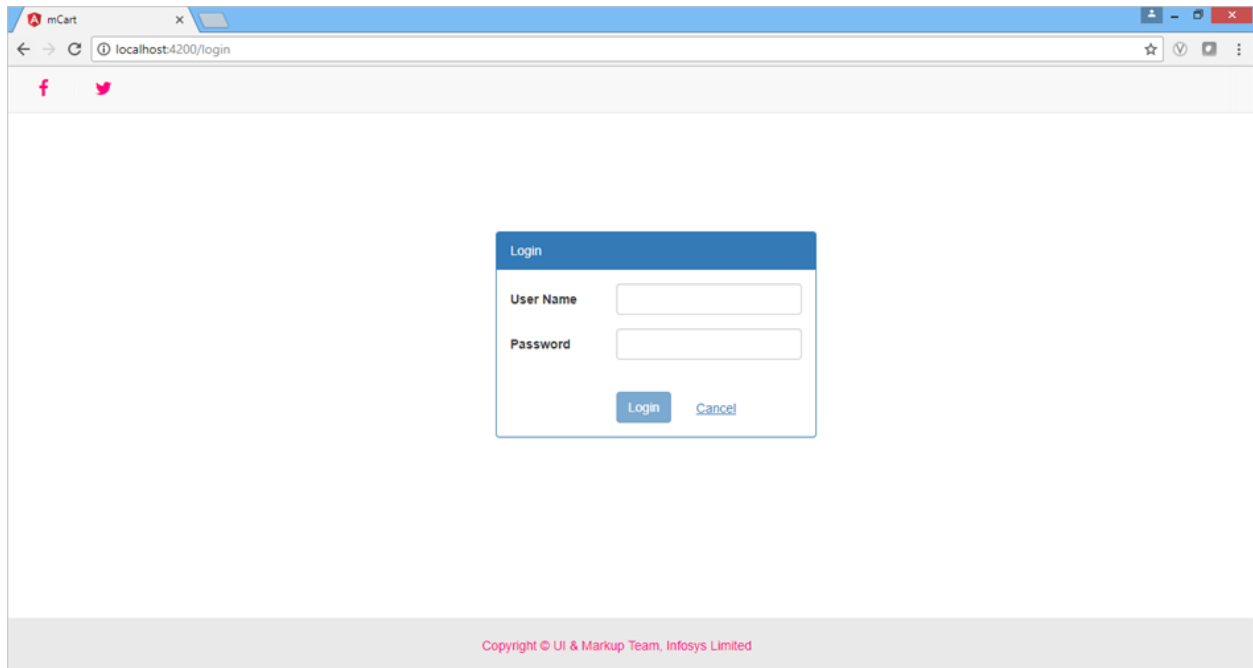 mCart
localhost:4200/login
Login
User Name
Password
Login Cancel
Copyright © UI & Markup Team, Infosys Limited